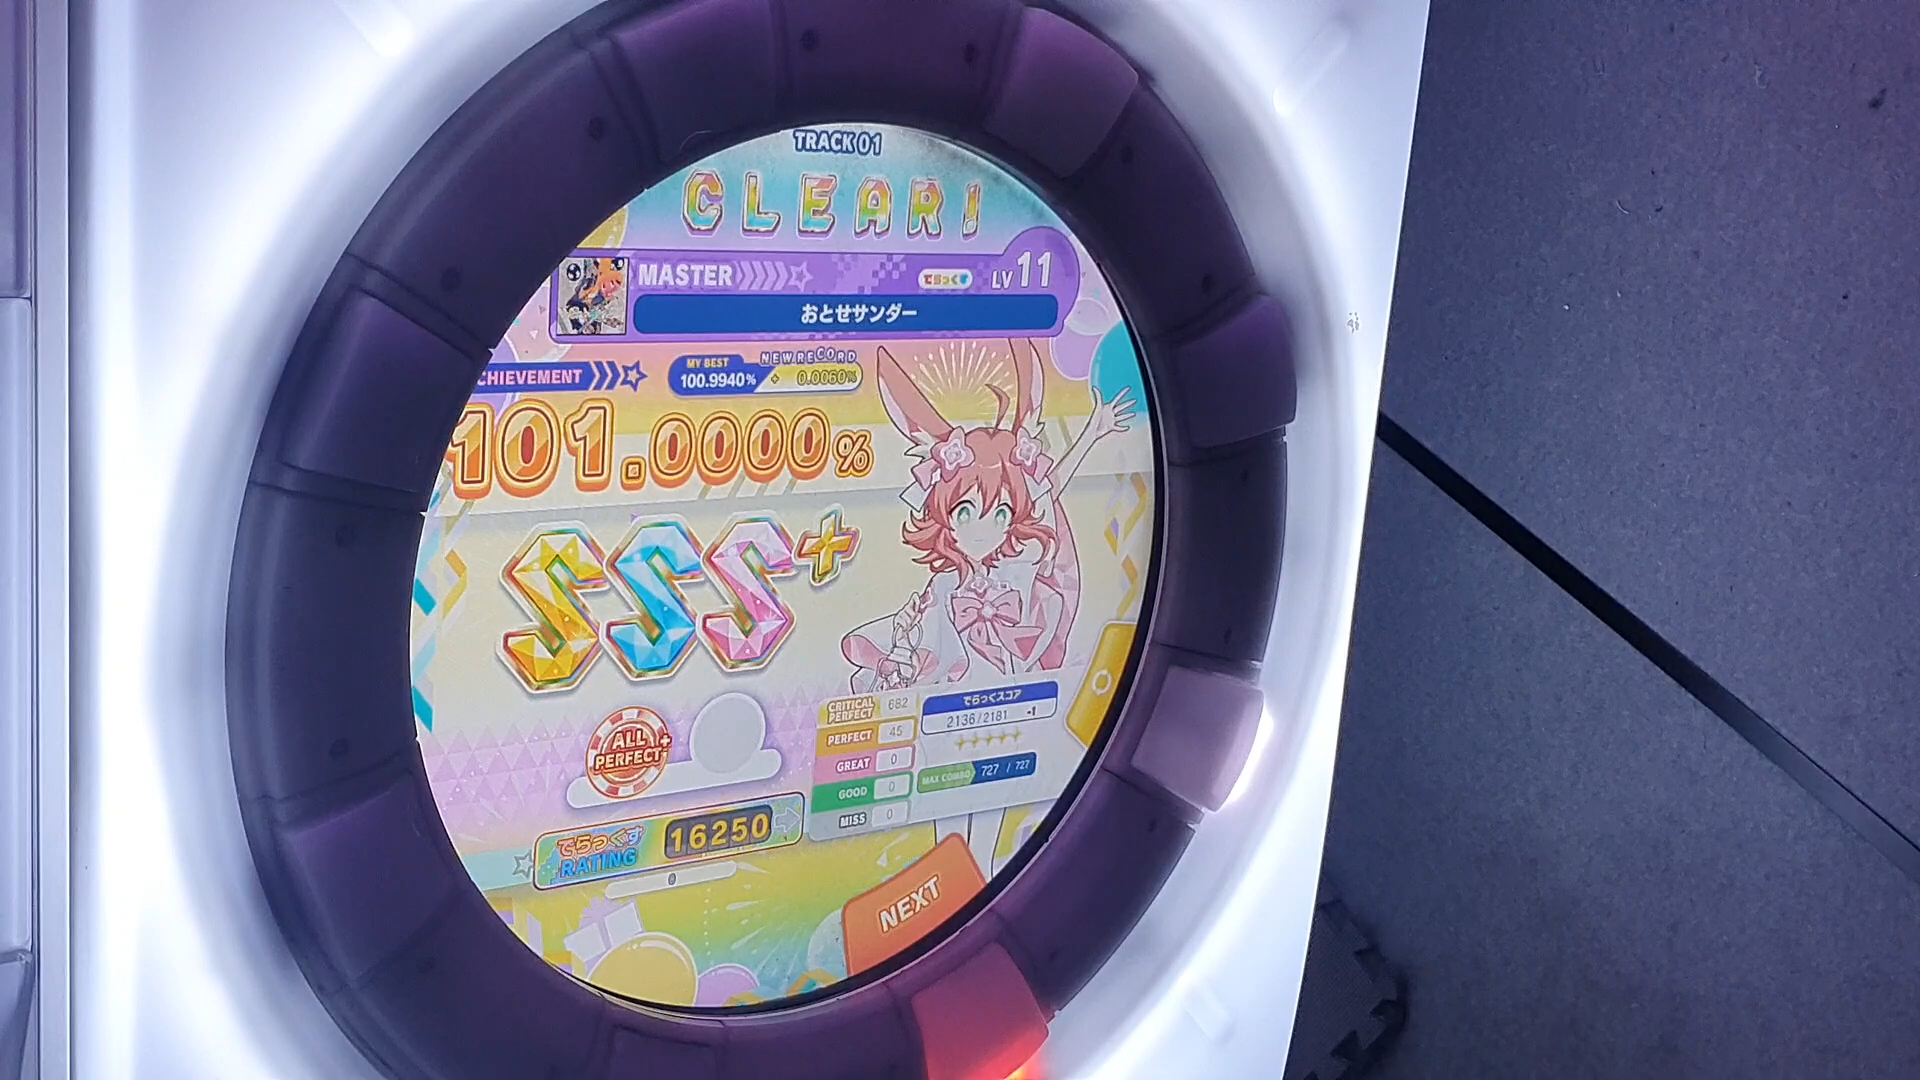 TRACK 01
CLEAR!
MASTER でらっくす LV 11
おとせサンダー
CHIEVEMENT MY BEST NEW RECORD
100.9940% + 0.0060%
101.0000%
SSS+
CRITICAL PERFECT 682
PERFECT 45
GREAT 0
GOOD 0
MISS 0
でらっくスコア
2136/2181 -1
MAX COMBO 727 / 727
ALL PERFECT+
でらっくす RATING 16250
0
NEXT